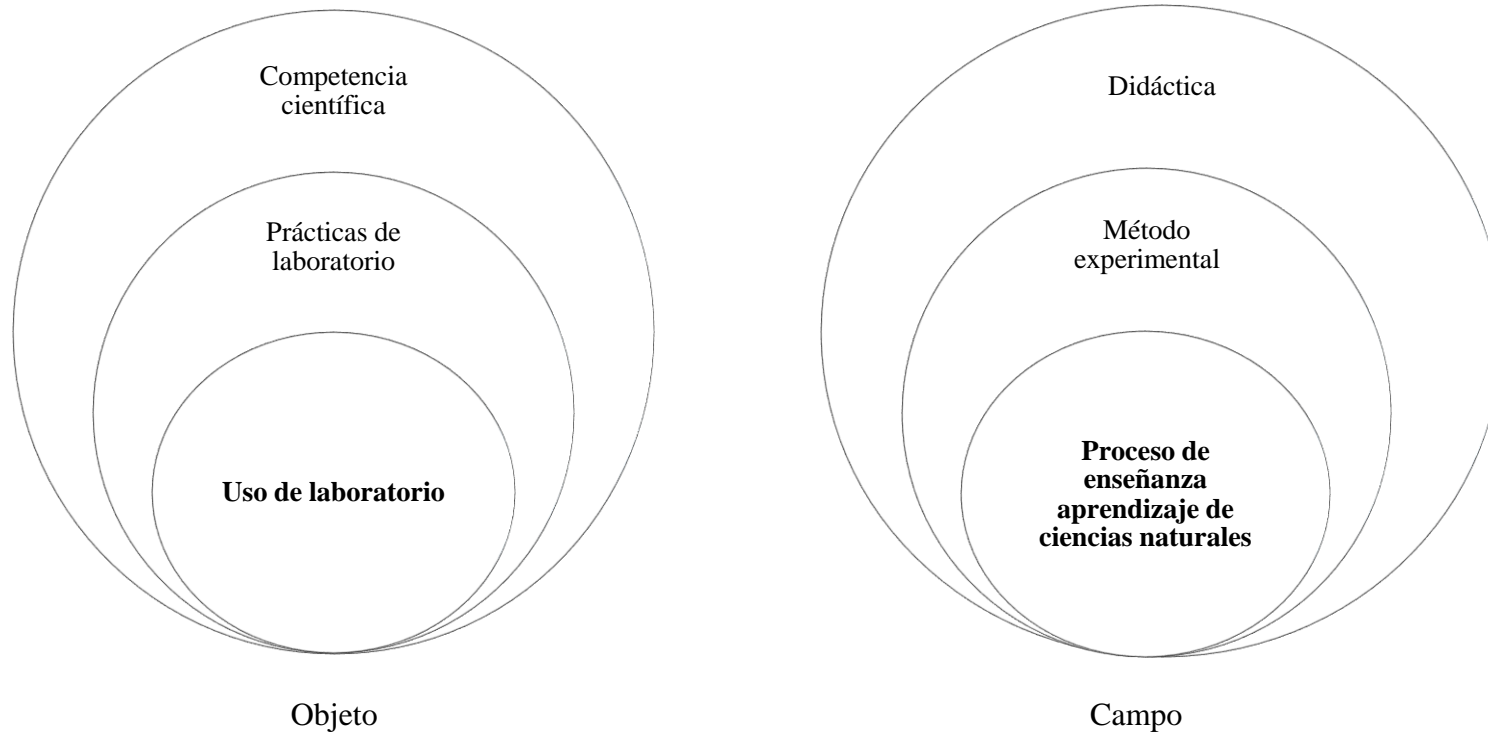 Competencia
científica
Prácticas de
laboratorio
Uso de laboratorio
Objeto
Didáctica
Método
experimental
Proceso de
enseñanza
aprendizaje de
ciencias naturales
Campo